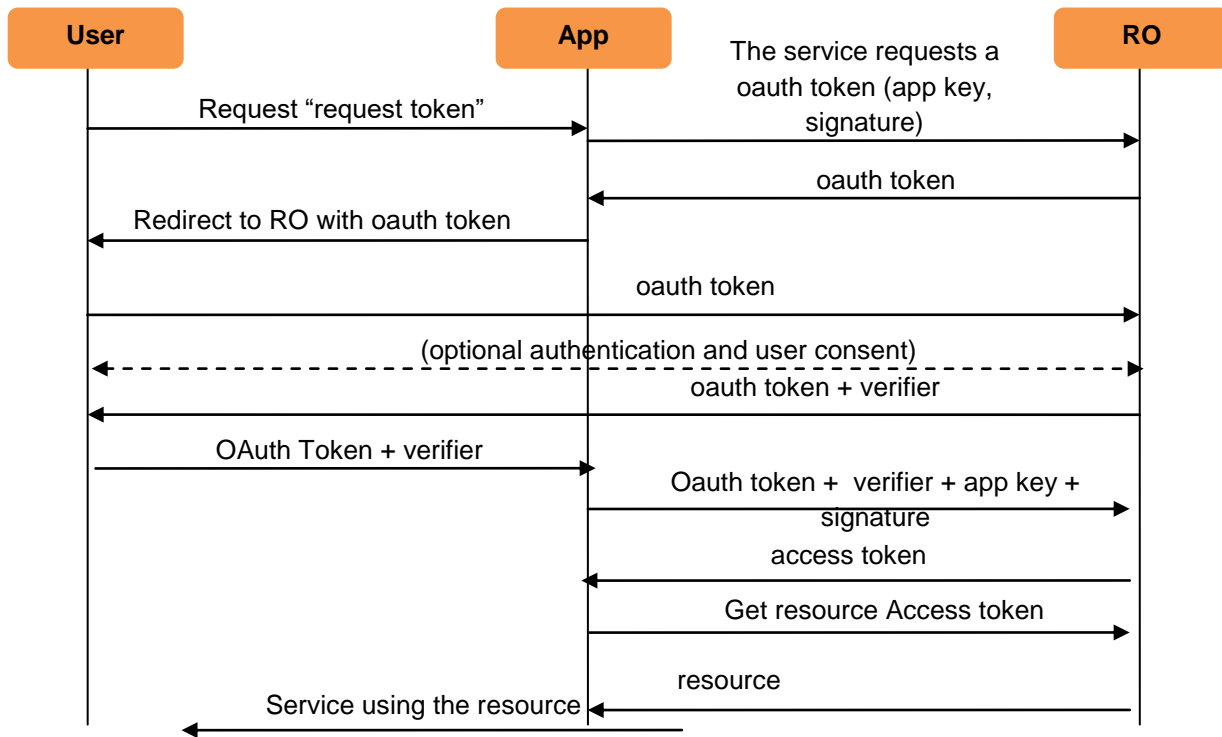 User
App
RO
The service requests a
oauth token (app key,
signature)
Request “request token”
oauth token
Redirect to RO with oauth token
oauth token
(optional authentication and user consent)
oauth token + verifier
OAuth Token + verifier
Oauth token +  verifier + app key +
signature
access token
Get resource Access token
resource
Service using the resource